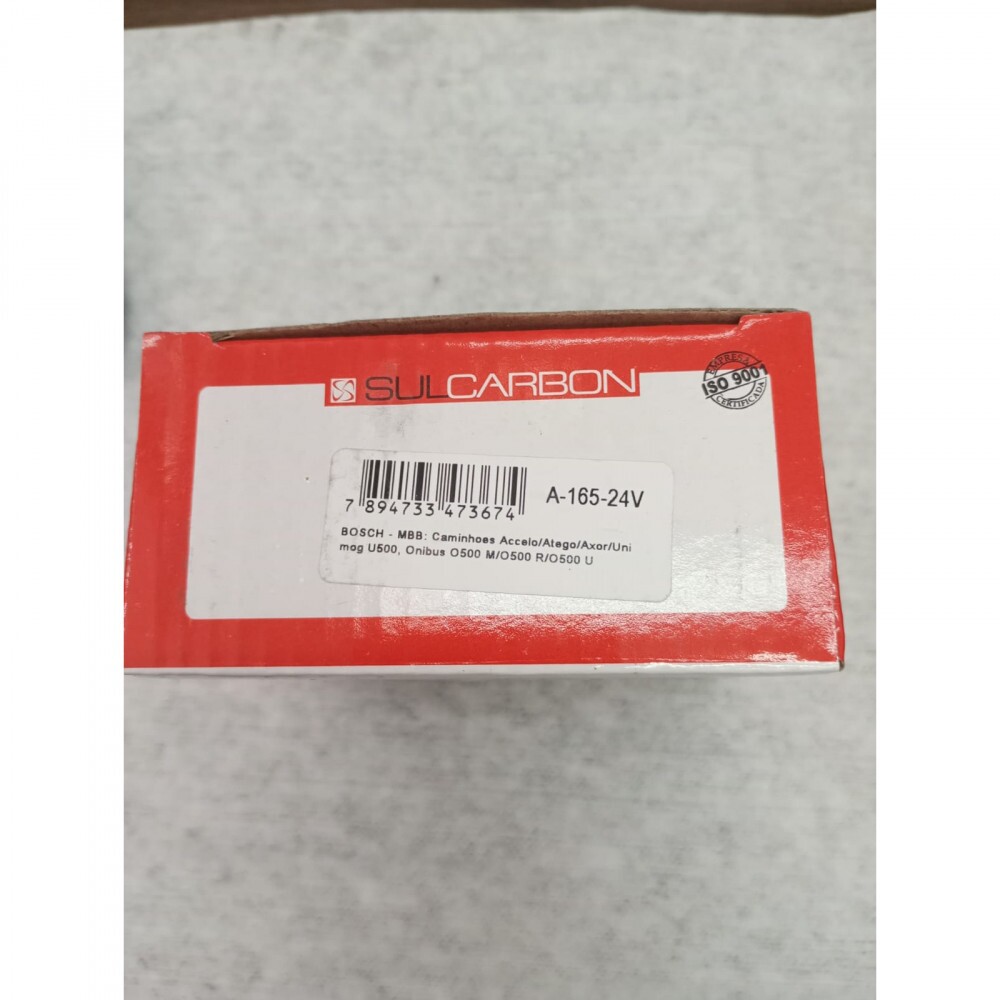 SULCARBON
EMPRESA
ISO 9001
CERTIFICADA
A-165-24V
7 894733 473674
BOSCH - MBB: Caminhoes Accelo/Atego/Axor/Uni
mog U500, Onibus O500 M/O500 R/O500 U